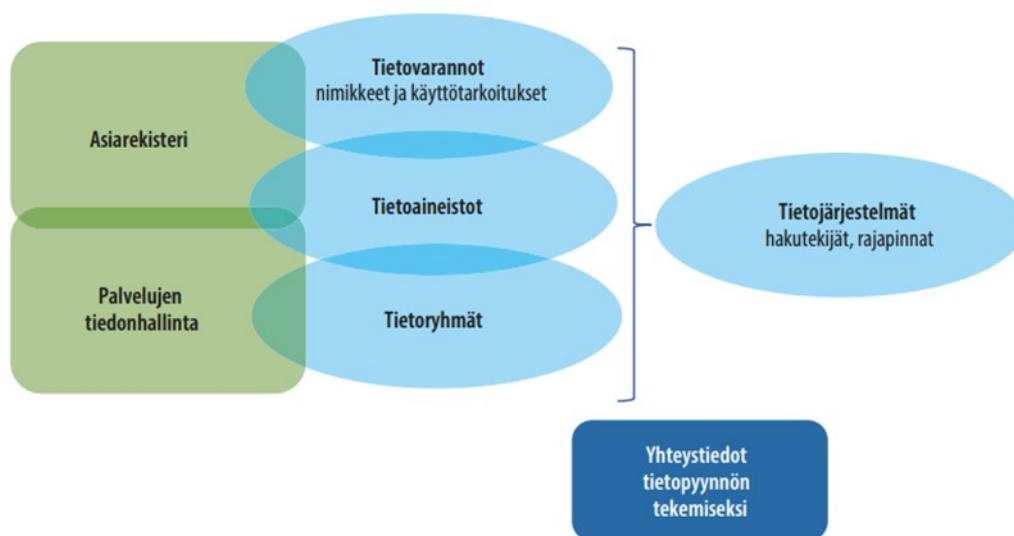 Asiarekisteri
Palvelujen
tiedonhallinta
Tietovarannot
nimikkeet ja käyttötarkoitukset
Tietoaineistot
Tietoryhmät
Tietojärjestelmät
hakutekijät, rajapinnat
Yhteystiedot
tietopyynnön
tekemiseksi